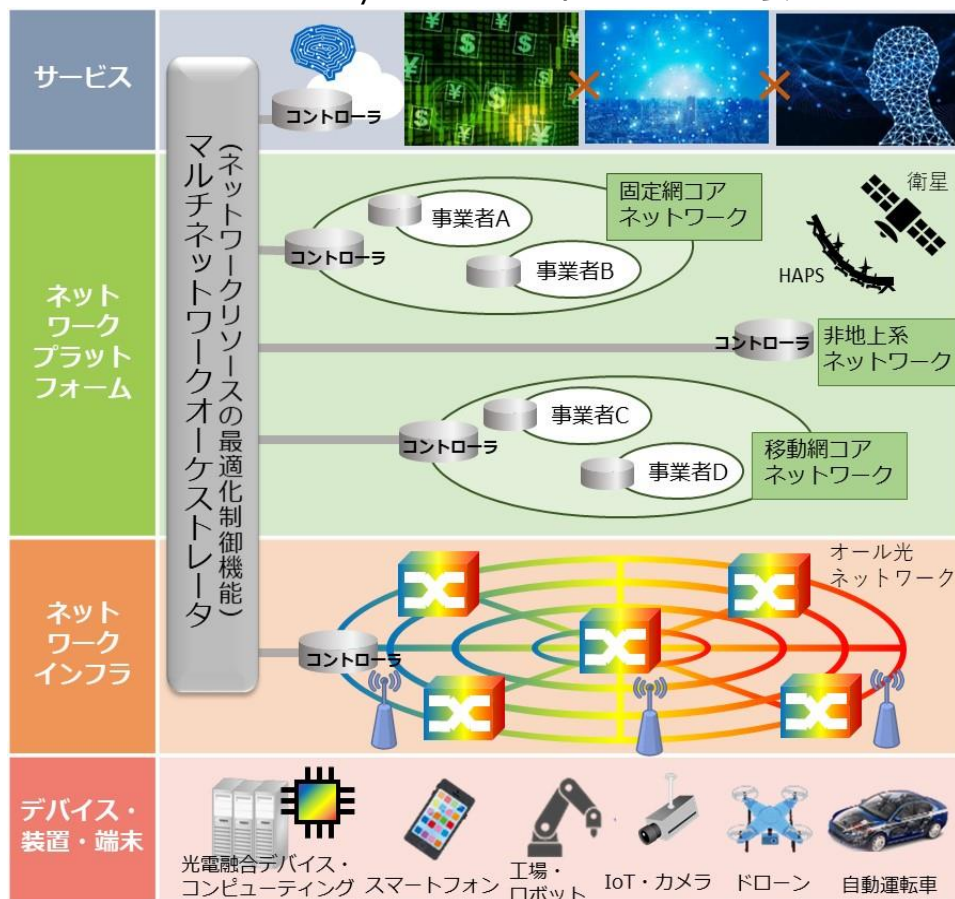 サービス
コントローラ
マルチネットワークオーケストレータ
(ネットワークリソースの最適化制御機能)
ネット
ワーク
プラット
フォーム
コントローラ
事業者A
事業者B
固定網コア
ネットワーク
衛星
HAPS
コントローラ
非地上系
ネットワーク
コントローラ
事業者C
事業者D
移動網コア
ネットワーク
ネット
ワーク
インフラ
コントローラ
オール光
ネットワーク
デバイス・
装置・端末
光電融合デバイス・
コンピューティング
スマートフォン
工場・
ロボット
IoT・カメラ
ドローン
自動運転車